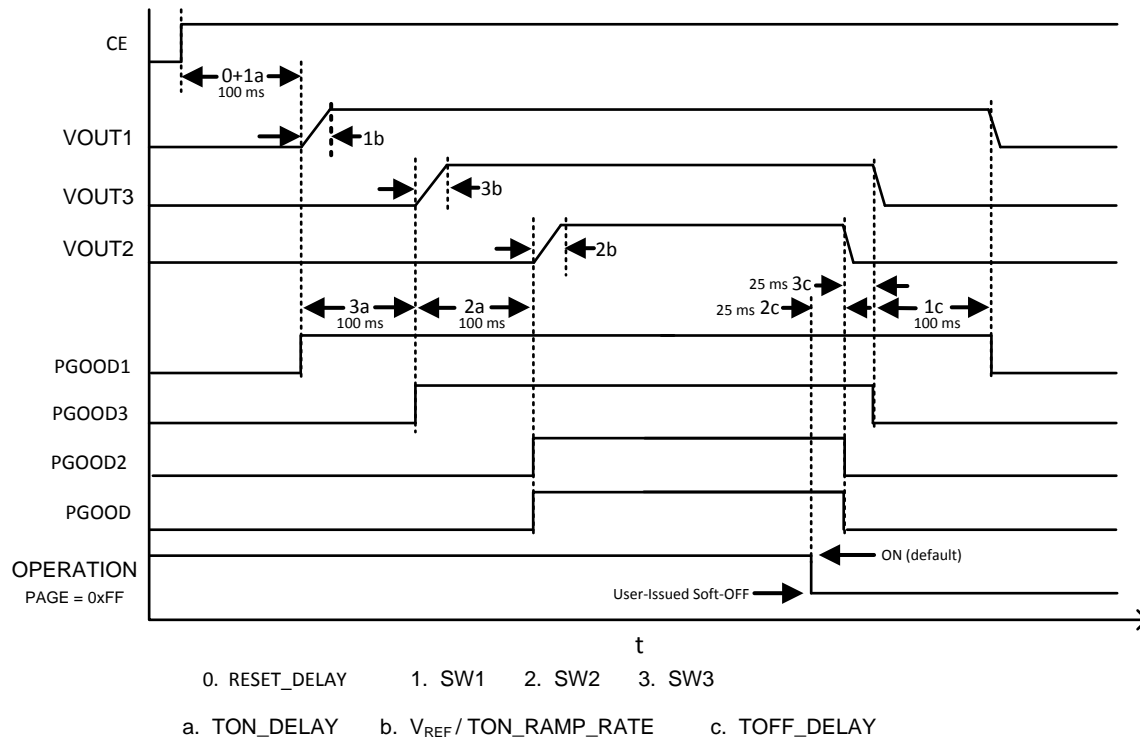 CE
0+1a
100 ms
VOUT1
1b
VOUT3
3b
VOUT2
2b
25 ms 3c
3a
100 ms
2a
100 ms
25 ms 2c
1c
100 ms
PGOOD1
PGOOD3
PGOOD2
PGOOD
OPERATION
PAGE = 0xFF
ON (default)
User-Issued Soft-OFF
t
0. RESET_DELAY 1. SW1 2. SW2 3. SW3
a. TON_DELAY b. VREF / TON_RAMP_RATE c. TOFF_DELAY